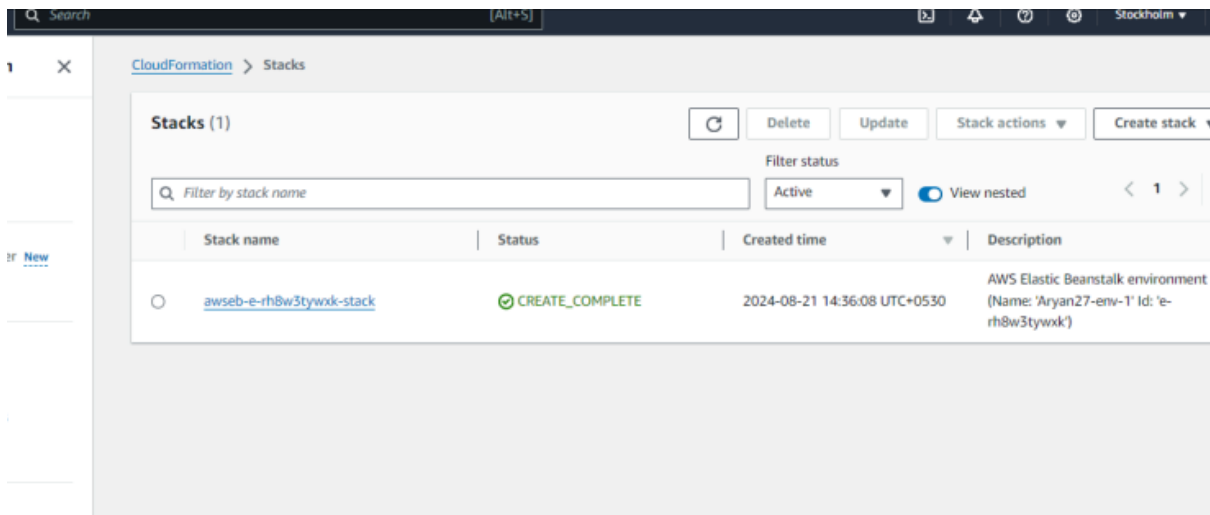 Search [Alt+S] Stockholm
CloudFormation > Stacks
Stacks (1) Delete Update Stack actions Create stack
Filter status
Filter by stack name Active View nested < 1 >
Stack name Status Created time Description
er New
awseb-e-rh8w3tywxk-stack CREATE_COMPLETE 2024-08-21 14:36:08 UTC+0530 AWS Elastic Beanstalk environment
(Name: 'Aryan27-env-1' Id: 'e-
rh8w3tywxk')